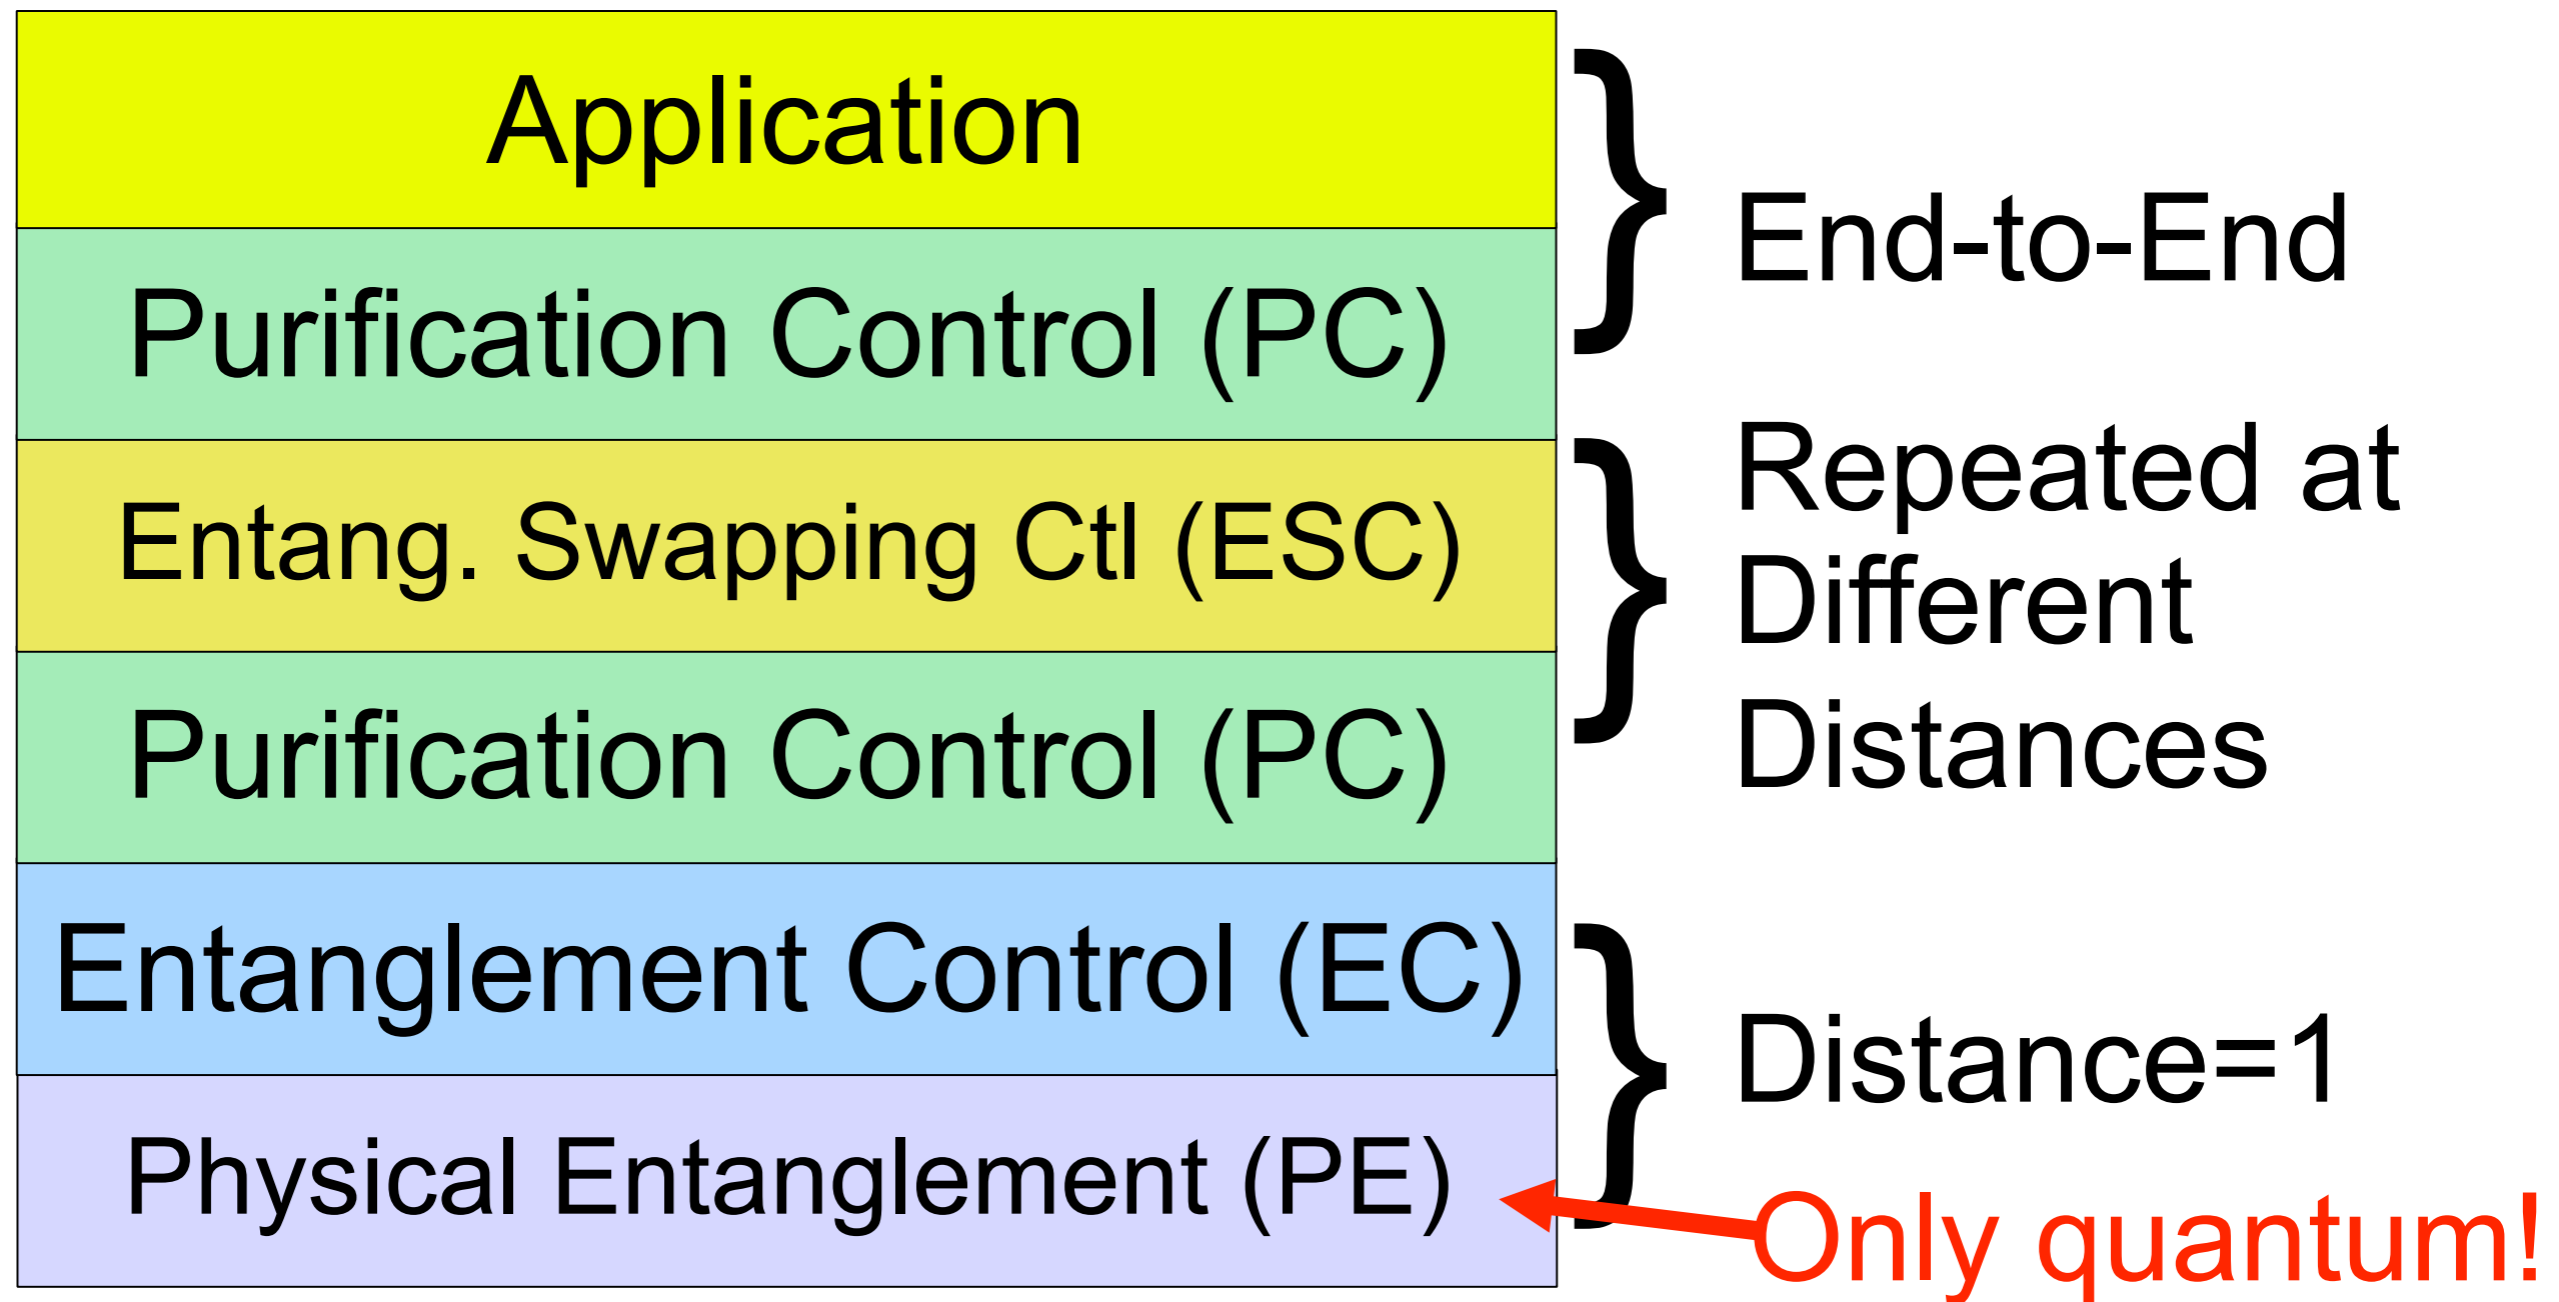 Application
Purification Control (PC)
Entang. Swapping Ctl (ESC)
Purification Control (PC)
Entanglement Control (EC)
Physical Entanglement (PE)
}
End-to-End
}
Repeated at
Different
Distances
}
Distance=1
Only quantum!